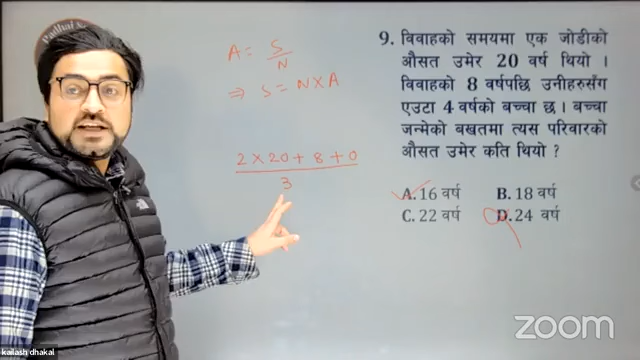 A = S/N
⇒ S = N×A
2×20+8+0
3
9. विवाहको समयमा एक जोडीको
औसत उमेर 20 वर्ष थियो ।
विवाहको 8 वर्षपछि उनीहरुसँग
एउटा 4 वर्षको बच्चा छ । बच्चा
जन्मेको बखतमा त्यस परिवारको
औसत उमेर कति थियो ?
A. 16 वर्ष B. 18 वर्ष
C. 22 वर्ष D. 24 वर्ष
zoom
kailash dhakal